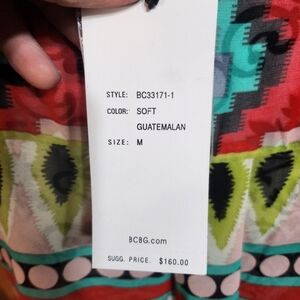 STYLE: BC33171-1
COLOR: SOFT
GUATEMALAN
SIZE: M
BCBG.com
SUGG. PRICE. $160.00